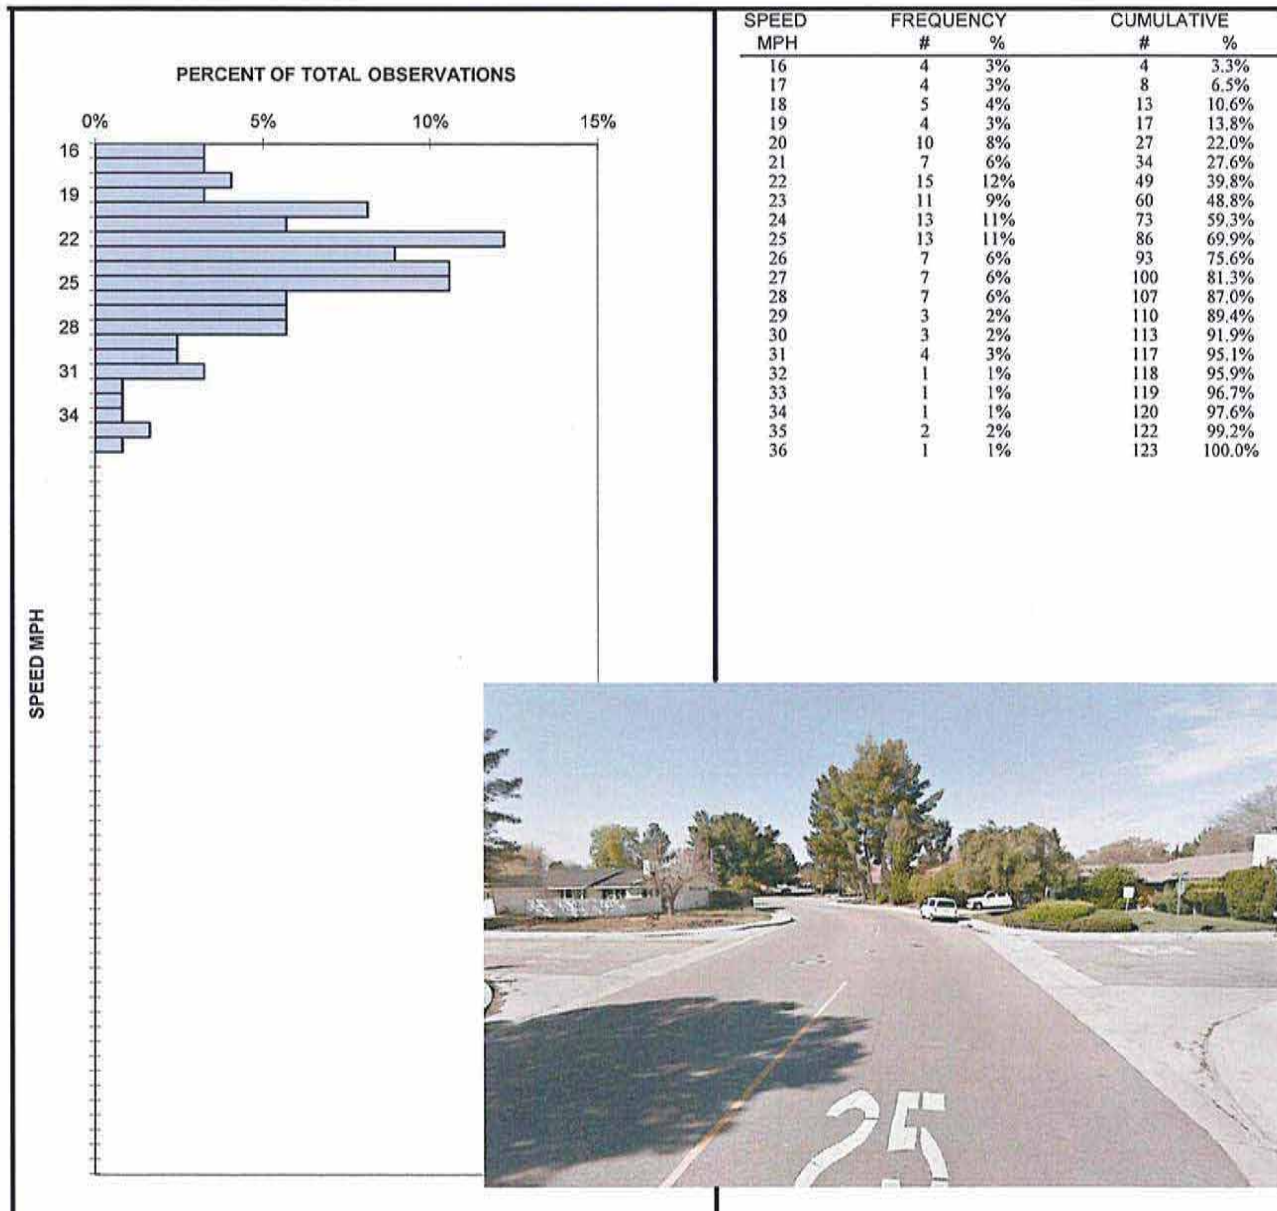 PERCENT OF TOTAL OBSERVATIONS
0% 5% 10% 15%
16
19
22
25
28
31
34
SPEED MPH
SPEED FREQUENCY CUMULATIVE
MPH # % # %
16 4 3% 4 3.3%
17 4 3% 8 6.5%
18 5 4% 13 10.6%
19 4 3% 17 13.8%
20 10 8% 27 22.0%
21 7 6% 34 27.6%
22 15 12% 49 39.8%
23 11 9% 60 48.8%
24 13 11% 73 59.3%
25 13 11% 86 69.9%
26 7 6% 93 75.6%
27 7 6% 100 81.3%
28 7 6% 107 87.0%
29 3 2% 110 89.4%
30 3 2% 113 91.9%
31 4 3% 117 95.1%
32 1 1% 118 95.9%
33 1 1% 119 96.7%
34 1 1% 120 97.6%
35 2 2% 122 99.2%
36 1 1% 123 100.0%
25